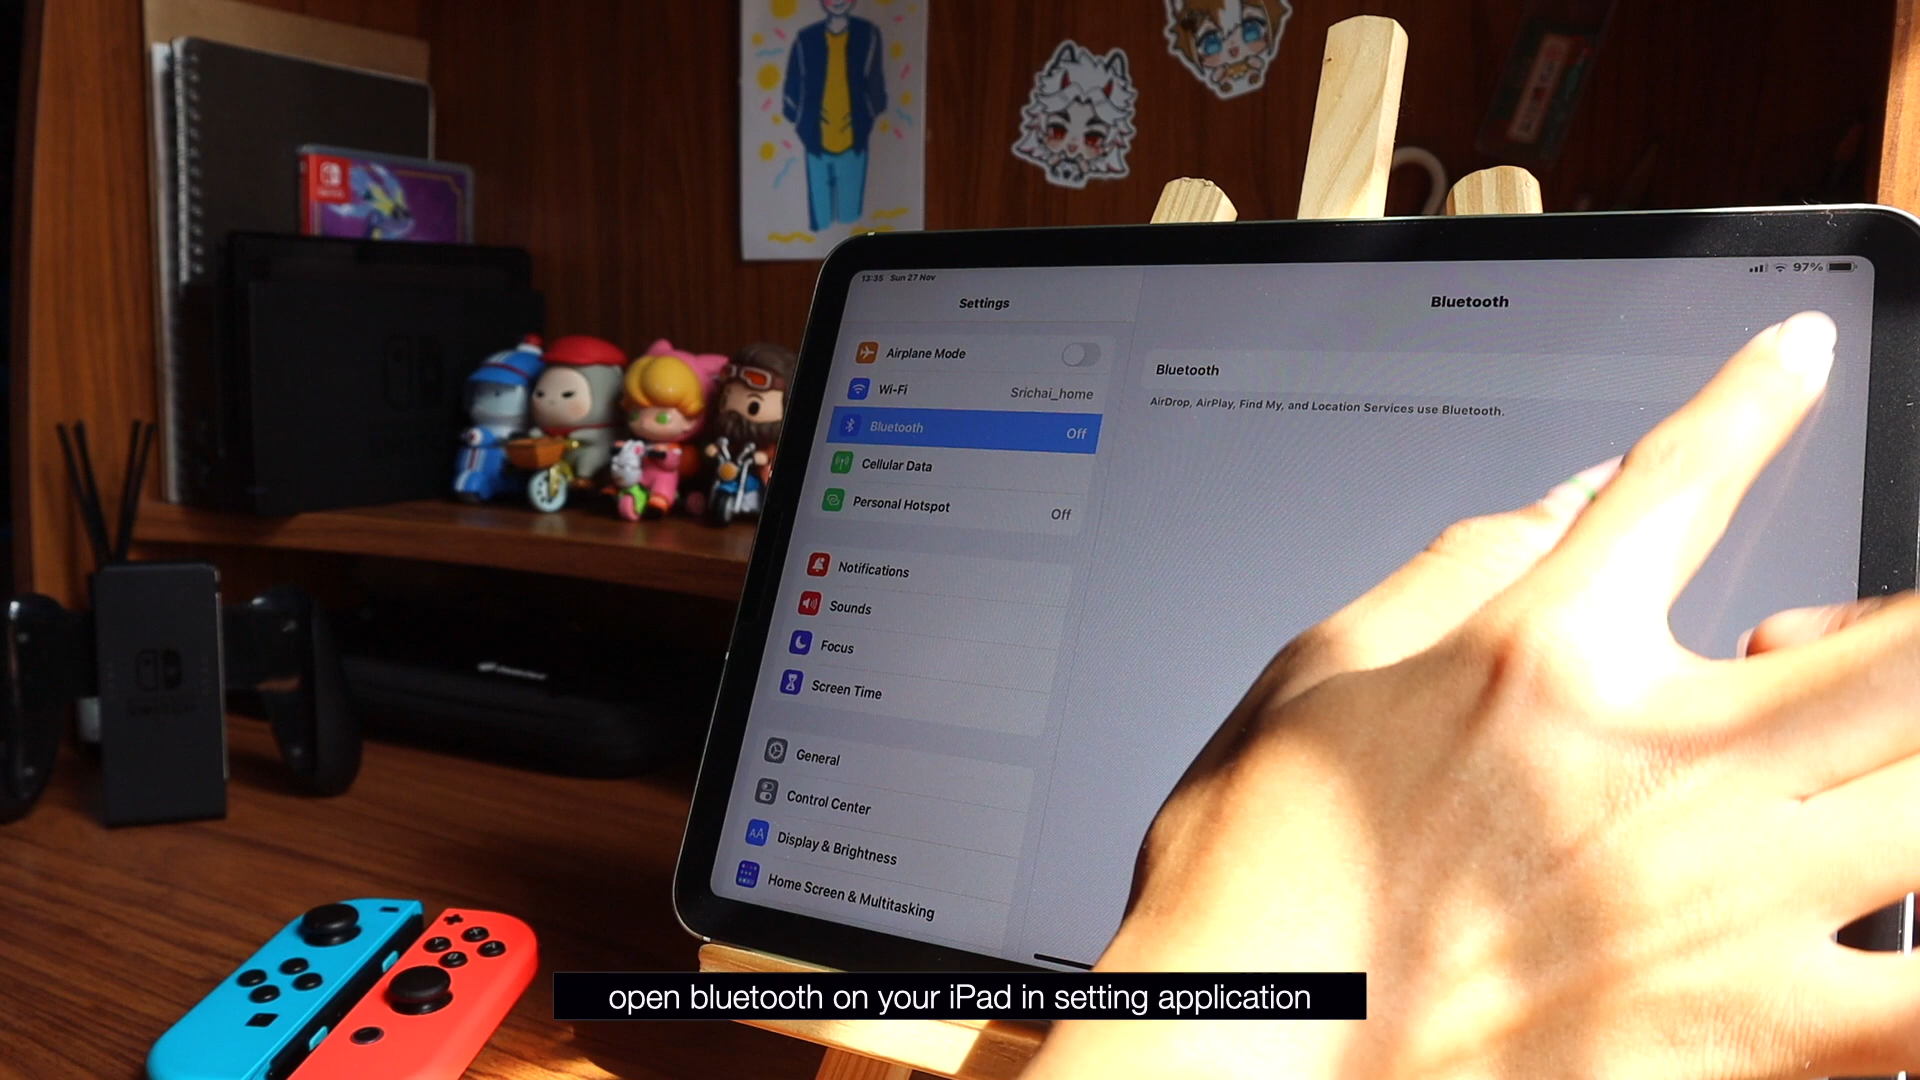 13:35 Sun 27 Nov
97%
Settings
Bluetooth
Airplane Mode
Wi-Fi
Srichai_home
Bluetooth
Off
Cellular Data
Personal Hotspot
Off
Notifications
Sounds
Focus
Screen Time
General
Control Center
AA
Display & Brightness
Home Screen & Multitasking
Bluetooth
AirDrop, AirPlay, Find My, and Location Services use Bluetooth.
open bluetooth on your iPad in setting application